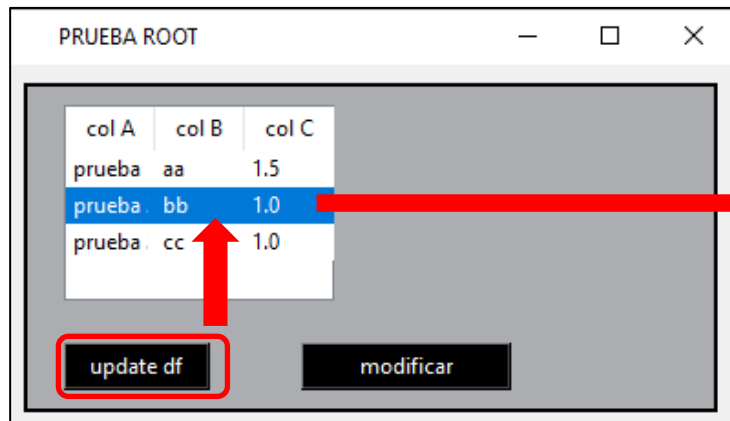 PRUEBA ROOT
col A col B col C
prueba aa 1.5
prueba bb 1.0
prueba cc 1.0
update df modificar